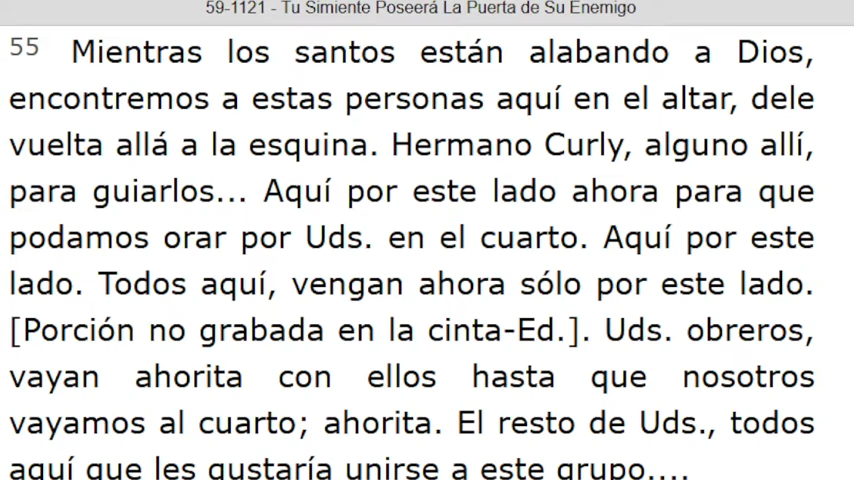 59-1121 - Tu Simiente Poseerá La Puerta de Su Enemigo
55 Mientras los santos están alabando a Dios,
encontremos a estas personas aquí en el altar, dele
vuelta allá a la esquina. Hermano Curly, alguno allí,
para guiarlos... Aquí por este lado ahora para que
podamos orar por Uds. en el cuarto. Aquí por este
lado. Todos aquí, vengan ahora sólo por este lado.
[Porción no grabada en la cinta-Ed.]. Uds. obreros,
vayan ahorita con ellos hasta que nosotros
vayamos al cuarto; ahorita. El resto de Uds., todos
aquí que les gustaría unirse a este grupo....